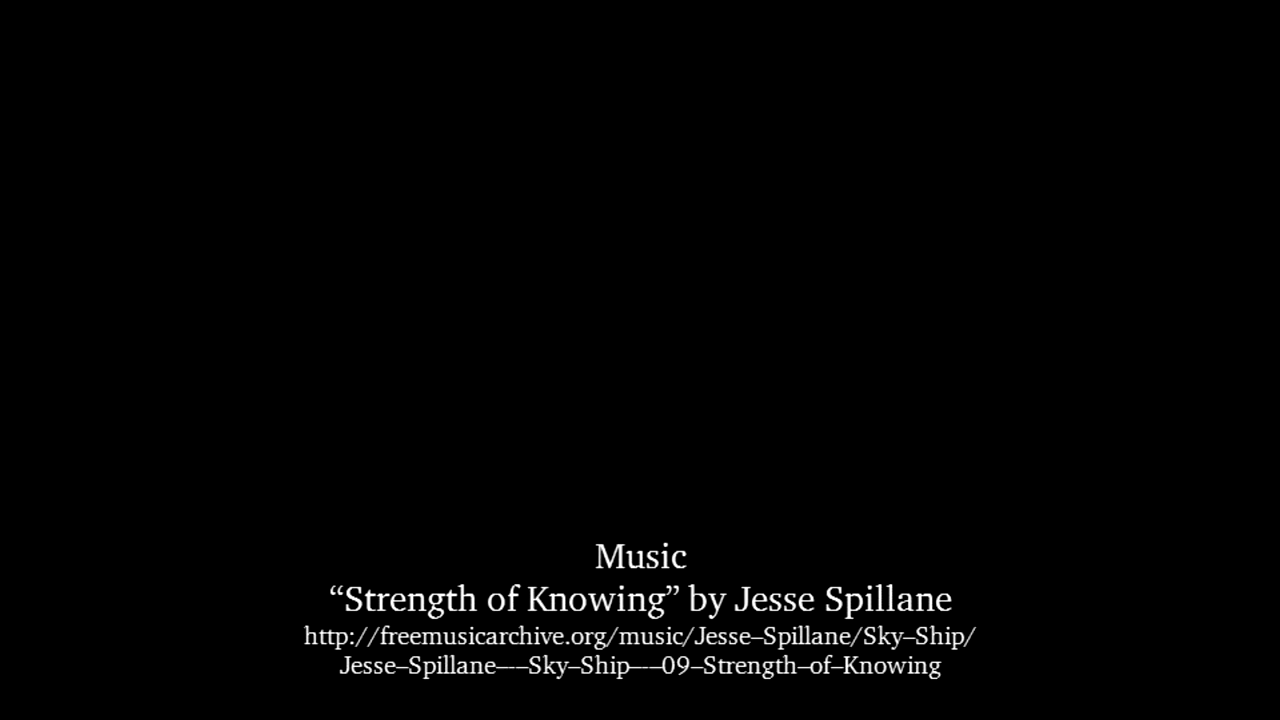 Music
“Strength of Knowing” by Jesse Spillane
http://freemusicarchive.org/music/Jesse–Spillane/Sky–Ship/
Jesse–Spillane–-–Sky–Ship–-–09–Strength–of–Knowing